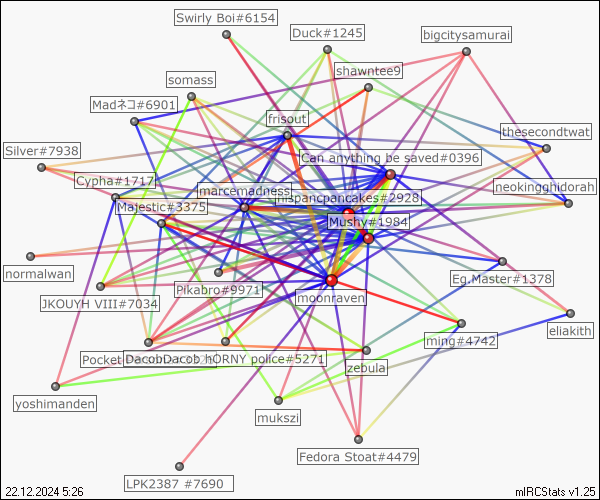 Swirly Boi#6154
Duck#1245
bigcitysamurai
shawntee9
somass
Madネコ#6901
frisout
thesecondtwat
Silver#7938
Can anything be saved#0396
Cypha#1717
marcemadness
hispancpancakes#2928
neokingghidorah
Majestic#3375
Mushy#1984
normalwan
Pikabro#9971
Eg.Master#1378
JKOUYH VIII#7034
moonraven
eliakith
ming#4742
Pocket
DacobDacob
hORNY police#5271
zebula
yoshimanden
mukszi
Fedora Stoat#4479
LPK2387 #7690
22.12.2024 5:26
mIRCStats v1.25